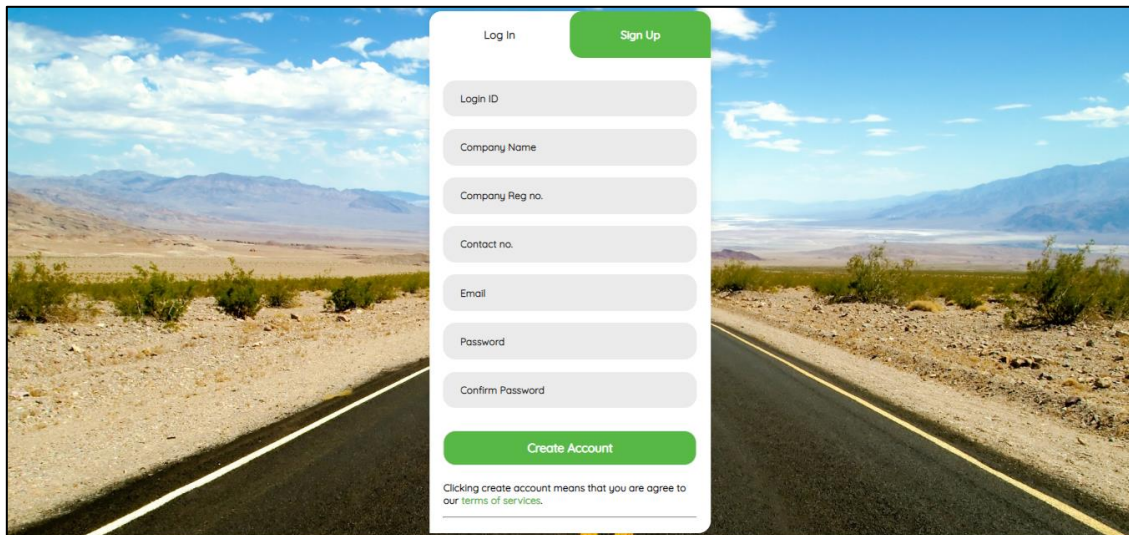 Log In
Sign Up
Login ID
Company Name
Company Reg no.
Contact no.
Email
Password
Confirm Password
Create Account
Clicking create account means that you are agree to
our terms of services.